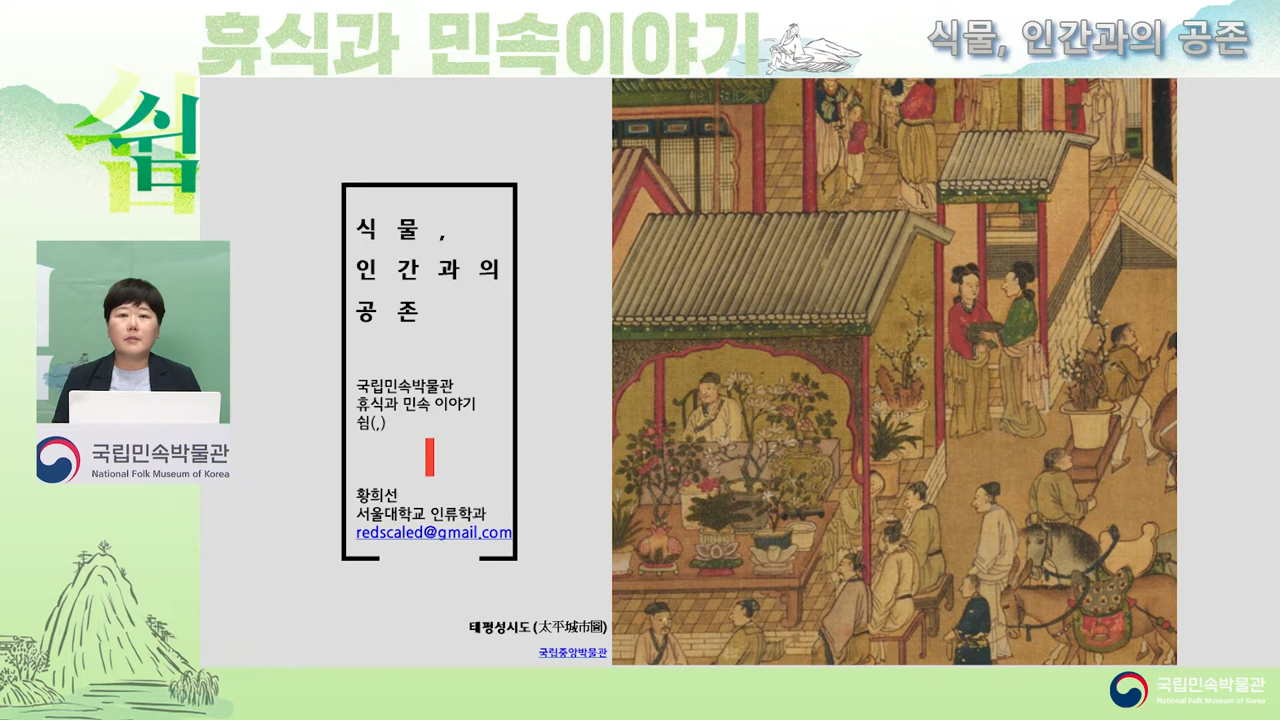 휴식과 민속이야기
식물, 인간과의 공존
쉼
식물,
인간과의
공존
국립민속박물관
휴식과 민속 이야기
쉼(,)
황희선
서울대학교 인류학과
redscaled@gmail.com
국립민속박물관
National Folk Museum of Korea
태평성시도(太平城市圖)
국립중앙박물관
국립민속박물관
National Folk Museum of Korea